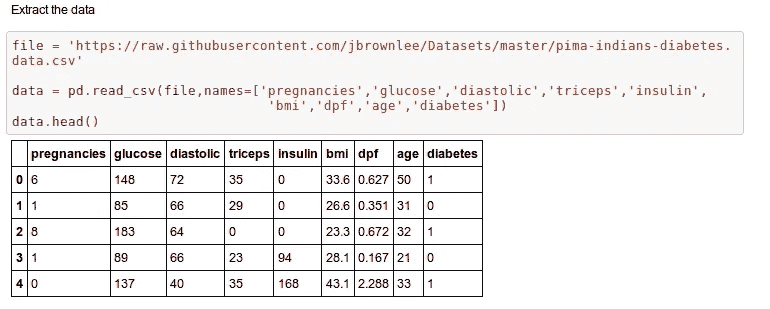 Extract the data
file = 'https://raw.githubusercontent.com/jbrownlee/Datasets/master/pima-indians-diabetes.
data.csv'
data = pd.read_csv(file,names=['pregnancies','glucose','diastolic','triceps','insulin',
'bmi','dpf','age','diabetes'])
data.head()
pregnancies glucose diastolic triceps insulin bmi dpf age diabetes
0 6 148 72 35 0 33.6 0.627 50 1
1 1 85 66 29 0 26.6 0.351 31 0
2 8 183 64 0 0 23.3 0.672 32 1
3 1 89 66 23 94 28.1 0.167 21 0
4 0 137 40 35 168 43.1 2.288 33 1